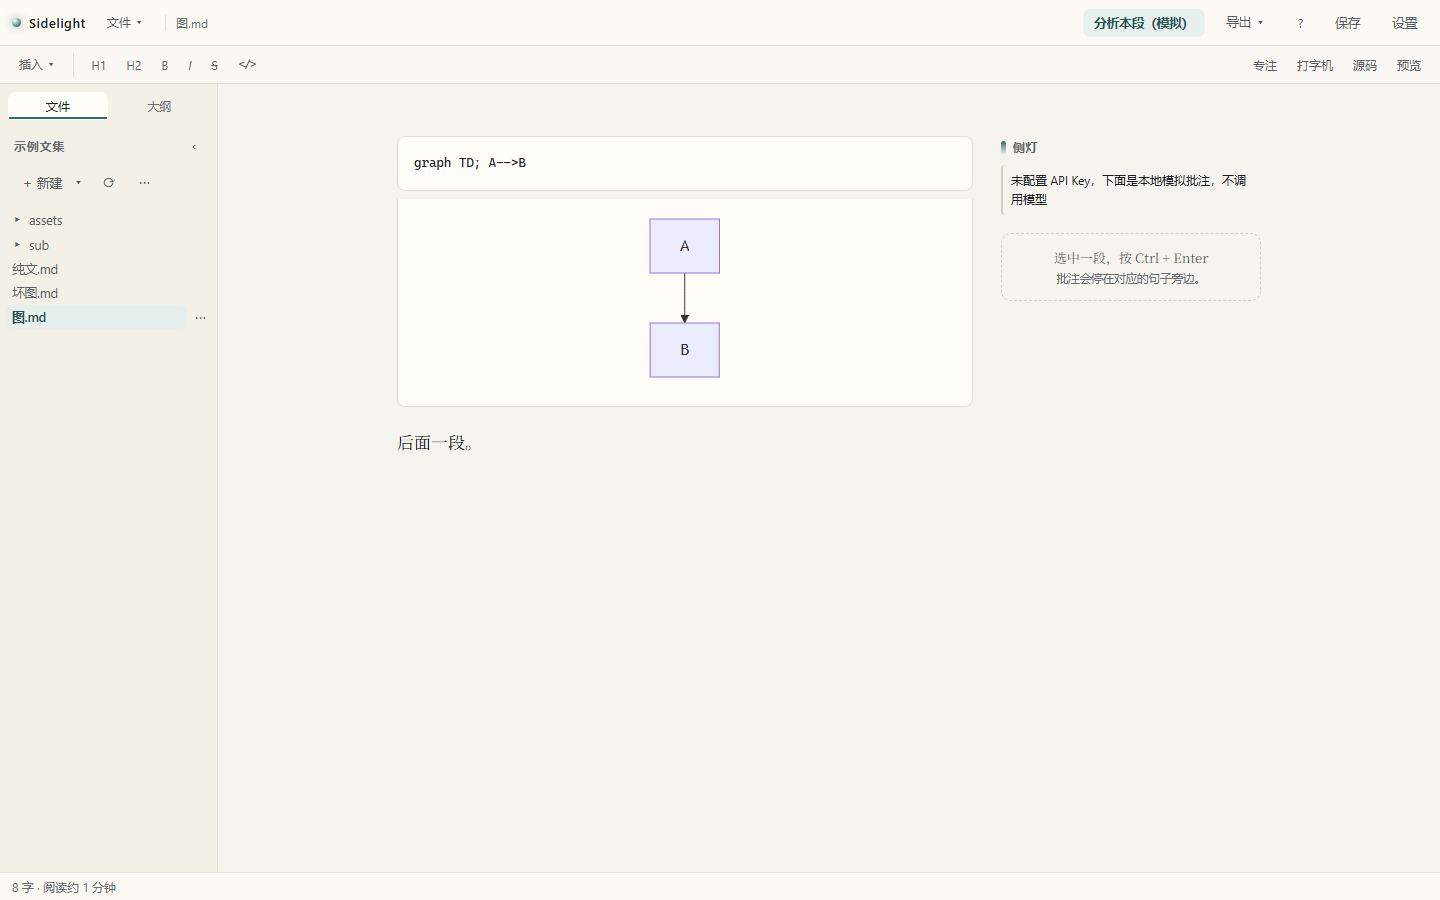 Sidelight 文件 图.md 分析本段（模拟） 导出 ? 保存 设置
插入 H1 H2 B I S </> 专注 打字机 源码 预览
文件 大纲
示例文集
+ 新建
assets
sub
纯文.md
坏图.md
图.md
graph TD; A-->B
A
B
后面一段。
侧灯
未配置 API Key，下面是本地模拟批注，不调
用模型
选中一段，按 Ctrl + Enter
批注会停在对应的句子旁边。
8 字 · 阅读约 1 分钟